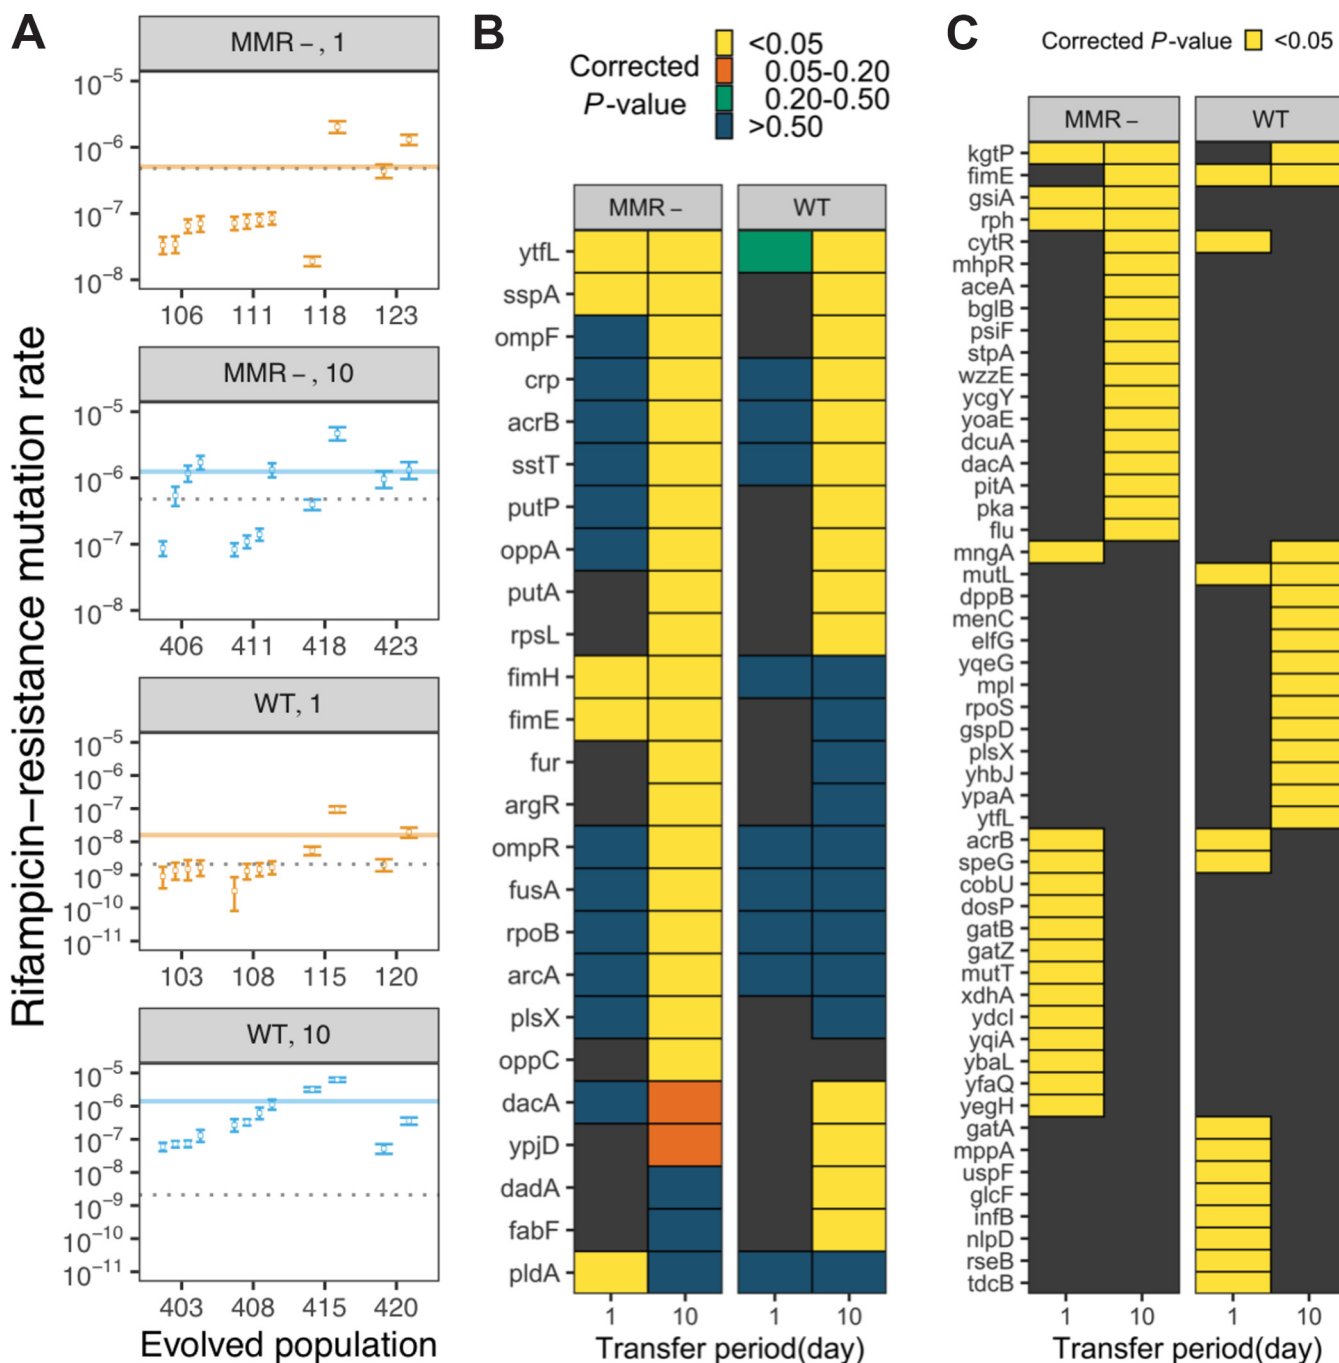 A
MMR −, 1
10−5
10−6
10−7
10−8
106 111 118 123
MMR −, 10
10−5
10−6
10−7
10−8
406 411 418 423
WT, 1
10−5
10−6
10−7
10−8
10−9
10−10
10−11
103 108 115 120
WT, 10
10−5
10−6
10−7
10−8
10−9
10−10
10−11
403 408 415 420
Rifampicin−resistance mutation rate
Evolved population
B
Corrected
P-value
<0.05
0.05-0.20
0.20-0.50
>0.50
MMR − WT
ytfL
sspA
ompF
crp
acrB
sstT
putP
oppA
putA
rpsL
fimH
fimE
fur
argR
ompR
fusA
rpoB
arcA
plsX
oppC
dacA
ypjD
dadA
fabF
pldA
1 10 1 10
Transfer period(day)
C
Corrected P-value <0.05
MMR − WT
kgtP
fimE
gsiA
rph
cytR
mhpR
aceA
bglB
psiF
stpA
wzzE
ycgY
yoaE
dcuA
dacA
pitA
pka
flu
mngA
mutL
dppB
menC
elfG
yqeG
mpl
rpoS
gspD
plsX
yhbJ
ypaA
ytfL
acrB
speG
cobU
dosP
gatB
gatZ
mutT
xdhA
ydcI
yqiA
ybaL
yfaQ
yegH
gatA
mppA
uspF
glcF
infB
nlpD
rseB
tdcB
1 10 1 10
Transfer period(day)